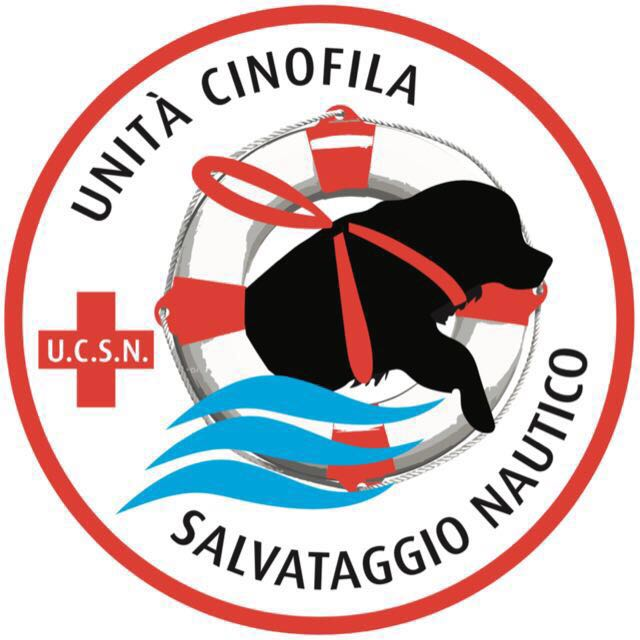 UNITÀ CINOFILA
U.C.S.N.
SALVATAGGIO NAUTICO